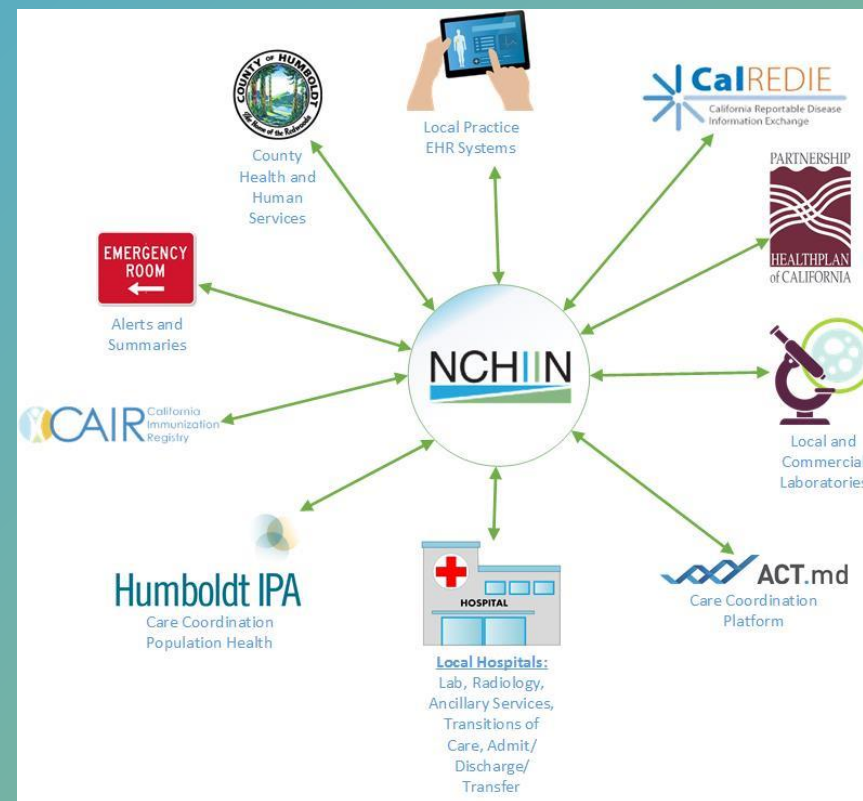 COUNTY OF HUMBOLDT
The Home of the Redwoods
County
Health and
Human
Services
Local Practice
EHR Systems
CalREDIE
California Reportable Disease
Information Exchange
PARTNERSHIP
HEALTHPLAN
of CALIFORNIA
EMERGENCY
ROOM
Alerts and
Summaries
NCHIIN
CAIR
California
Immunization
Registry
Local and
Commercial
Laboratories
Humboldt IPA
Care Coordination
Population Health
HOSPITAL
Local Hospitals:
Lab, Radiology,
Ancillary Services,
Transitions of
Care, Admit/
Discharge/
Transfer
ACT.md
Care Coordination
Platform